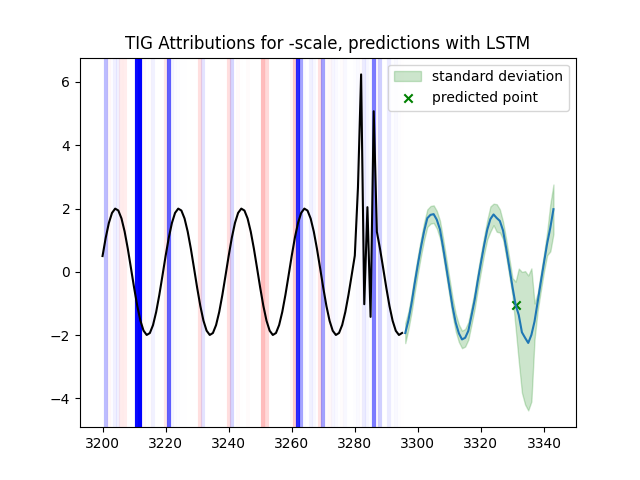 TIG Attributions for -scale, predictions with LSTM
standard deviation
predicted point
6
4
2
0
−2
−4
3200 3220 3240 3260 3280 3300 3320 3340